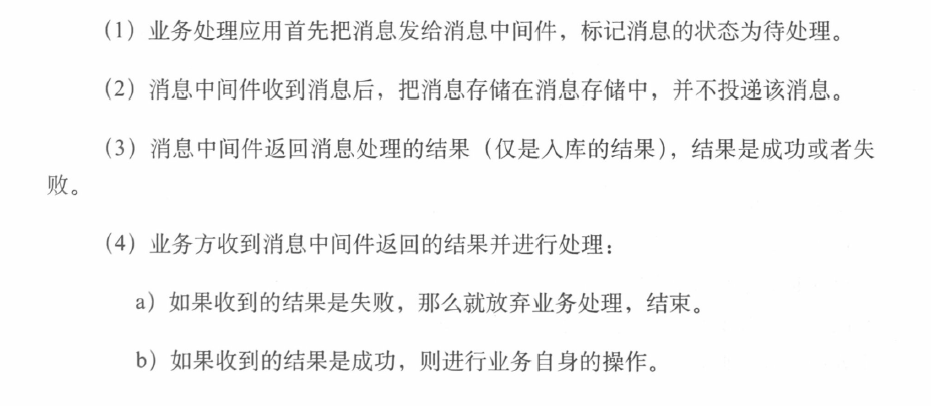 (1) 业务处理应用首先把消息发给消息中间件，标记消息的状态为待处理。
(2) 消息中间件收到消息后，把消息存储在消息存储中，并不投递该消息。
(3) 消息中间件返回消息处理的结果（仅是入库的结果），结果是成功或者失
败。
(4) 业务方收到消息中间件返回的结果并进行处理：
a）如果收到的结果是失败，那么就放弃业务处理，结束。
b）如果收到的结果是成功，则进行业务自身的操作。